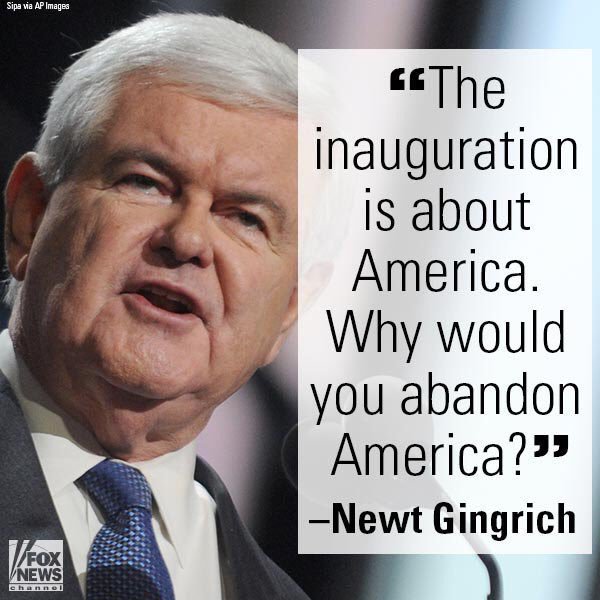 Sipa via AP Images
“The
inauguration
is about
America.
Why would
you abandon
America?”
–Newt Gingrich
FOX
NEWS
channel